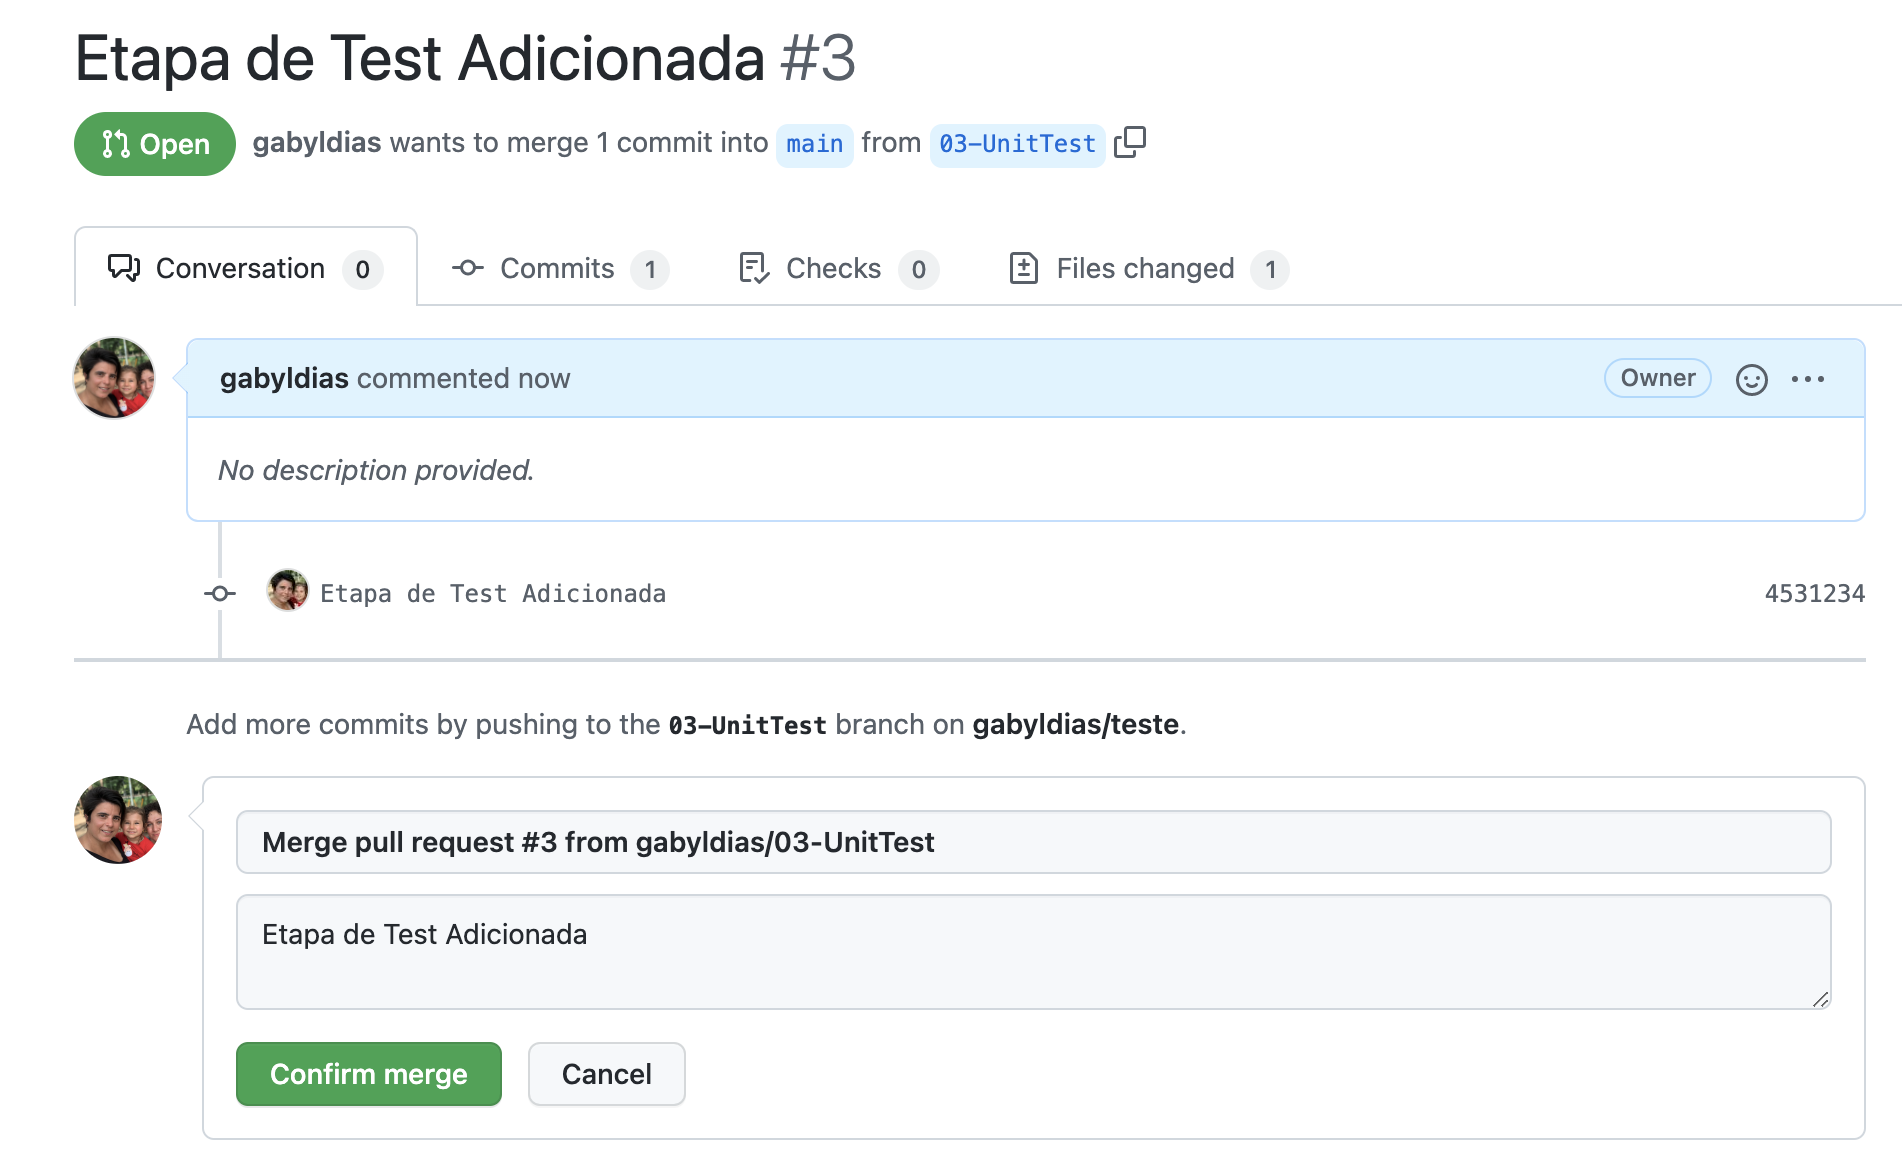 Etapa de Test Adicionada #3
Open gabyldias wants to merge 1 commit into main from 03-UnitTest
Conversation 0 Commits 1 Checks 0 Files changed 1
gabyldias commented now Owner
No description provided.
Etapa de Test Adicionada 4531234
Add more commits by pushing to the 03-UnitTest branch on gabyldias/teste.
Merge pull request #3 from gabyldias/03-UnitTest
Etapa de Test Adicionada
Confirm merge Cancel